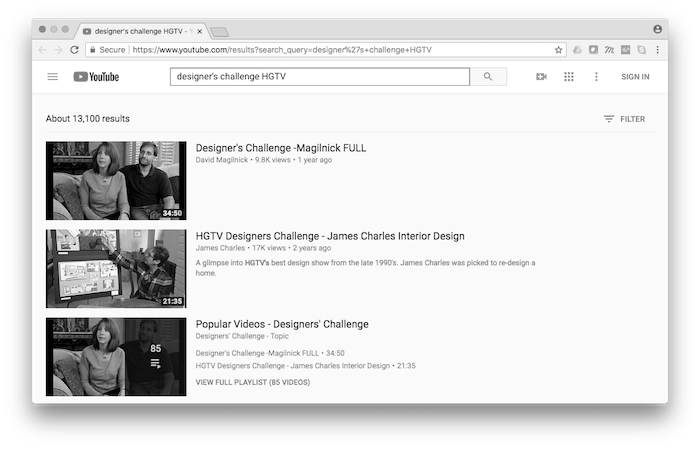 designer's challenge HGTV - Y
Secure
https://www.youtube.com/results?search_query=designer%27s+challenge+HGTV
YouTube
designer's challenge HGTV
SIGN IN
About 13,100 results
FILTER
Designer's Challenge -Magilnick FULL
David Magilnick • 9.8K views • 1 year ago
34:50
HGTV Designers Challenge - James Charles Interior Design
James Charles • 17K views • 2 years ago
A glimpse into HGTV's best design show from the late 1990's. James Charles was picked to re-design a
home.
21:35
Popular Videos - Designers' Challenge
Designers' Challenge - Topic
85
Designer's Challenge -Magilnick FULL • 34:50
HGTV Designers Challenge - James Charles Interior Design • 21:35
VIEW FULL PLAYLIST (85 VIDEOS)